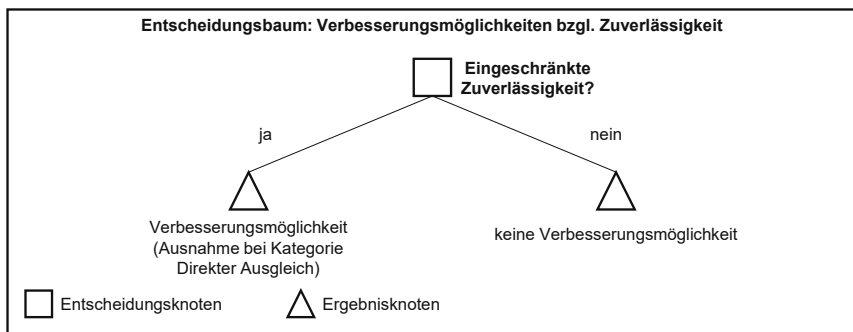 Entscheidungsbaum: Verbesserungsmöglichkeiten bzgl. Zuverlässigkeit
Eingeschränkte
Zuverlässigkeit?
ja
nein
Verbesserungsmöglichkeit
(Ausnahme bei Kategorie
Direkter Ausgleich)
keine Verbesserungsmöglichkeit
Entscheidungsknoten
Ergebnisknoten